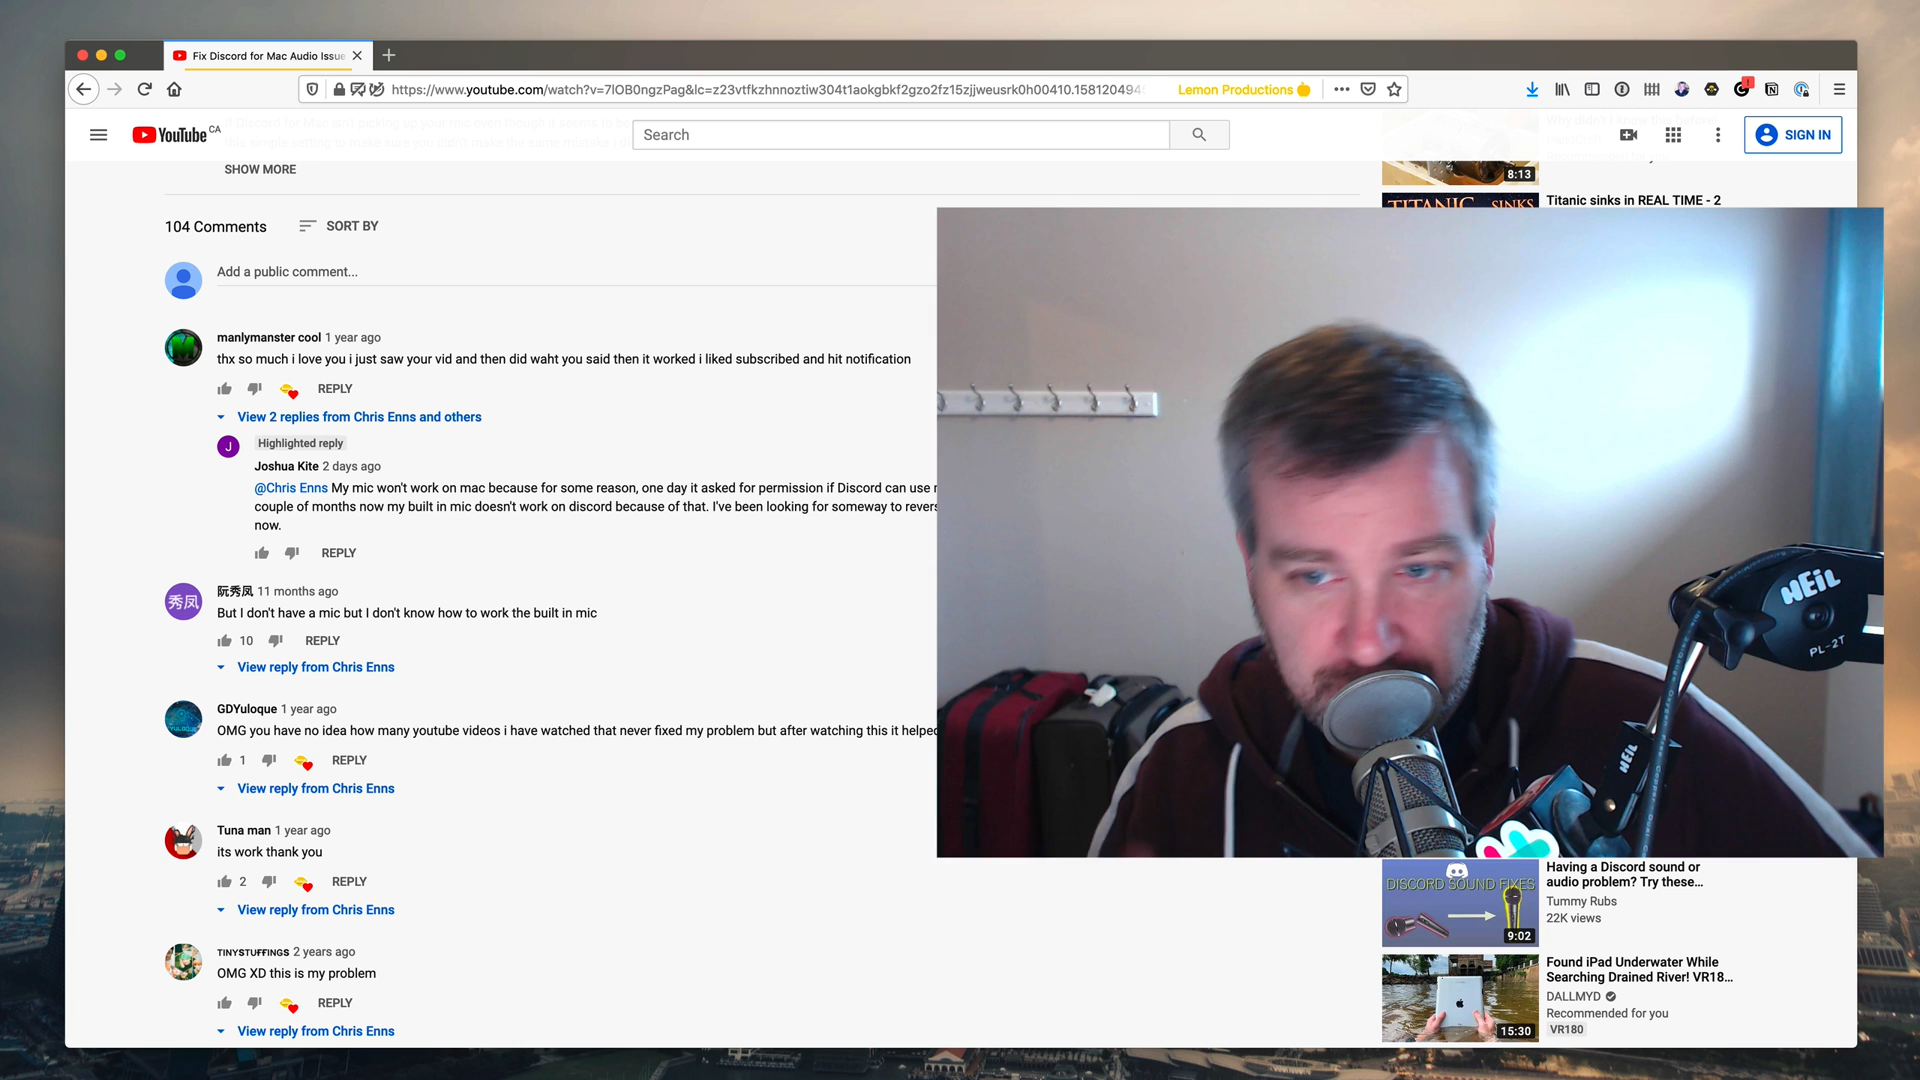 Fix Discord for Mac Audio Issue
https://www.youtube.com/watch?v=7lOB0ngzPag&lc=z23vtfkzhnnoztiw304t1aokgbkf2gzo2fz15zjjweusrk0h00410.158120494
Lemon Productions
YouTube CA
Search
SIGN IN
SHOW MORE
8:13
TITANIC SINKS
Titanic sinks in REAL TIME - 2
104 Comments
SORT BY
Add a public comment...
manlymanster cool 1 year ago
thx so much i love you i just saw your vid and then did waht you said then it worked i liked subscribed and hit notification
REPLY
View 2 replies from Chris Enns and others
J
Highlighted reply
Joshua Kite 2 days ago
@Chris Enns My mic won't work on mac because for some reason, one day it asked for permission if Discord can use
couple of months now my built in mic doesn't work on discord because of that. I've been looking for someway to
now.
REPLY
秀凤
阮秀凤 11 months ago
But I don't have a mic but I don't know how to work the built in mic
10 REPLY
View reply from Chris Enns
GDYuloque 1 year ago
OMG you have no idea how many youtube videos i have watched that never fixed my problem but after watching this it helped
1 REPLY
View reply from Chris Enns
Tuna man 1 year ago
its work thank you
2 REPLY
View reply from Chris Enns
TINYSTUFFINGS 2 years ago
OMG XD this is my problem
REPLY
View reply from Chris Enns
HEiL
PL-2T
HEiL
DISCORD SOUND FIXES
9:02
Having a Discord sound or
audio problem? Try these...
Tummy Rubs
22K views
15:30
Found iPad Underwater While
Searching Drained River! VR18...
DALLMYD
Recommended for you
VR180